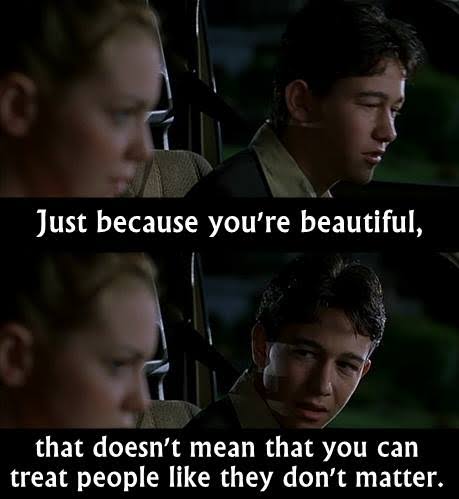 Just because you're beautiful,
that doesn't mean that you can
treat people like they don't matter.